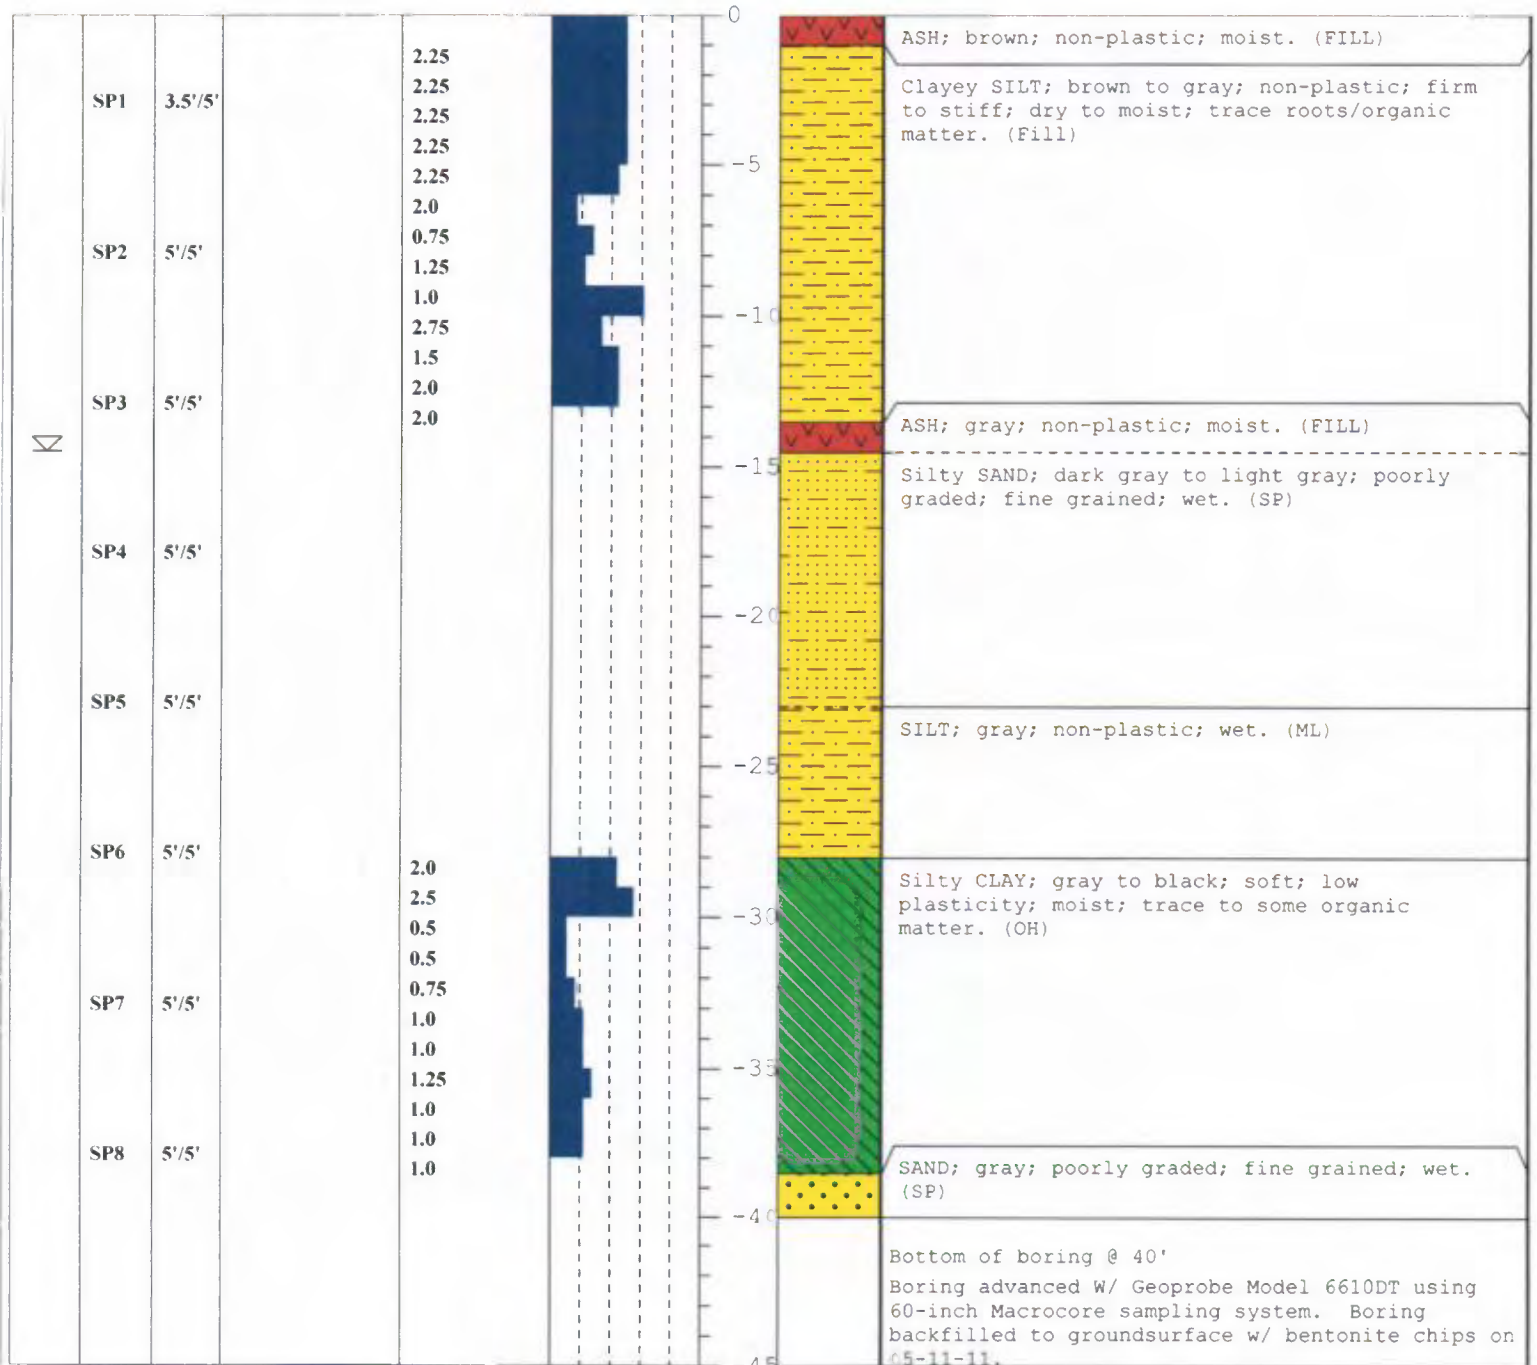 0
ASH; brown; non-plastic; moist. (FILL)
2.25
Clayey SILT; brown to gray; non-plastic; firm
to stiff; dry to moist; trace roots/organic
matter. (Fill)
2.25
SP1 3.5'/5'
2.25
2.25
-5
2.25
2.0
0.75
SP2 5'/5'
1.25
1.0
-10
2.75
1.5
2.0
SP3 5'/5'
2.0
ASH; gray; non-plastic; moist. (FILL)
-15
Silty SAND; dark gray to light gray; poorly
graded; fine grained; wet. (SP)
SP4 5'/5'
-20
SP5 5'/5'
SILT; gray; non-plastic; wet. (ML)
-25
SP6 5'/5'
2.0
Silty CLAY; gray to black; soft; low
plasticity; moist; trace to some organic
matter. (OH)
2.5
-30
0.5
0.5
0.75
SP7 5'/5'
1.0
1.0
-35
1.25
1.0
1.0
SP8 5'/5'
1.0
SAND; gray; poorly graded; fine grained; wet.
(SP)
-40
Bottom of boring @ 40'
Boring advanced W/ Geoprobe Model 6610DT using
60-inch Macrocore sampling system. Boring
backfilled to groundsurface w/ bentonite chips on
05-11-11.